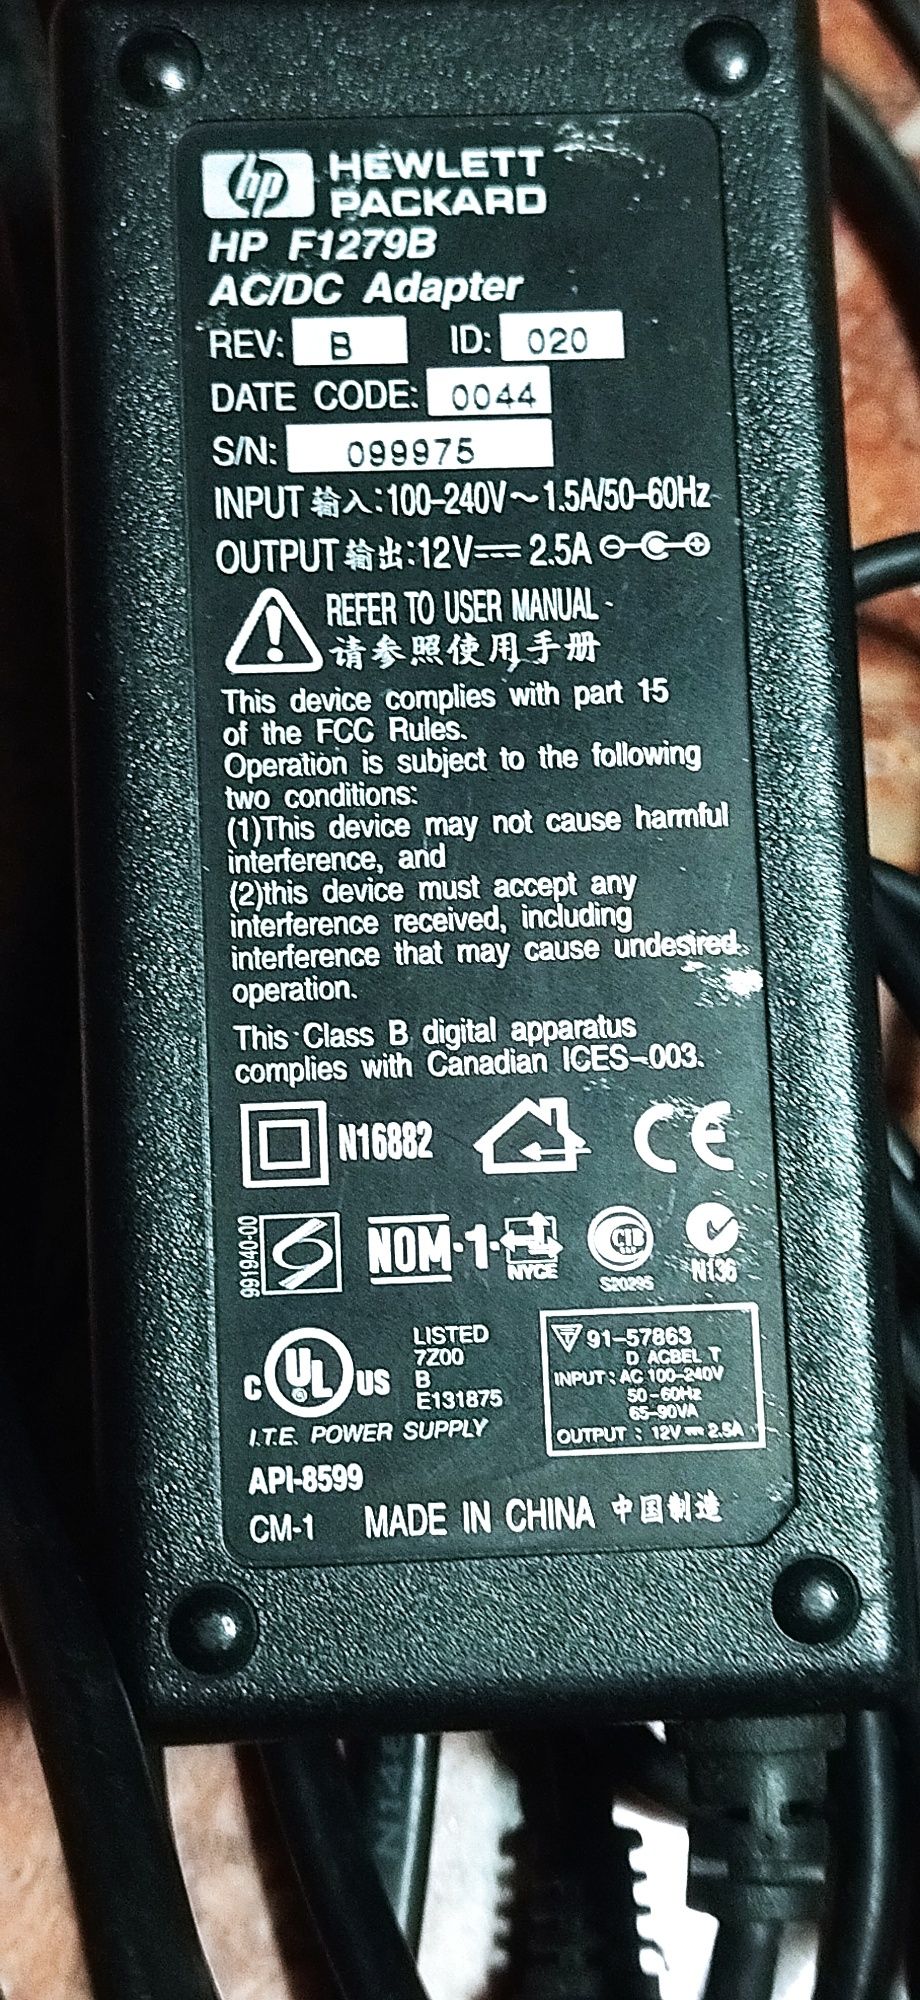 hp HEWLETT
PACKARD
HP F1279B
AC/DC Adapter
REV: B ID: 020
DATE CODE: 0044
S/N: 099975
INPUT 输入:100-240V~1.5A/50-60Hz
OUTPUT 输出:12V⎓2.5A
REFER TO USER MANUAL
请参照使用手册
This device complies with part 15
of the FCC Rules.
Operation is subject to the following
two conditions:
(1)This device may not cause harmful
interference, and
(2)this device must accept any
interference received, including
interference that may cause undesired
operation.
This Class B digital apparatus
complies with Canadian ICES-003.
N16882 CE
991940-00
NOM-1-
NYCE
CIB
S20295
N136
C UL US
LISTED
7Z00
B
E131875
I.T.E. POWER SUPPLY
91-57863
D ACBEL T
INPUT : AC 100-240V
50-60Hz
65-90VA
OUTPUT : 12V⎓2.5A
API-8599
CM-1 MADE IN CHINA 中国制造